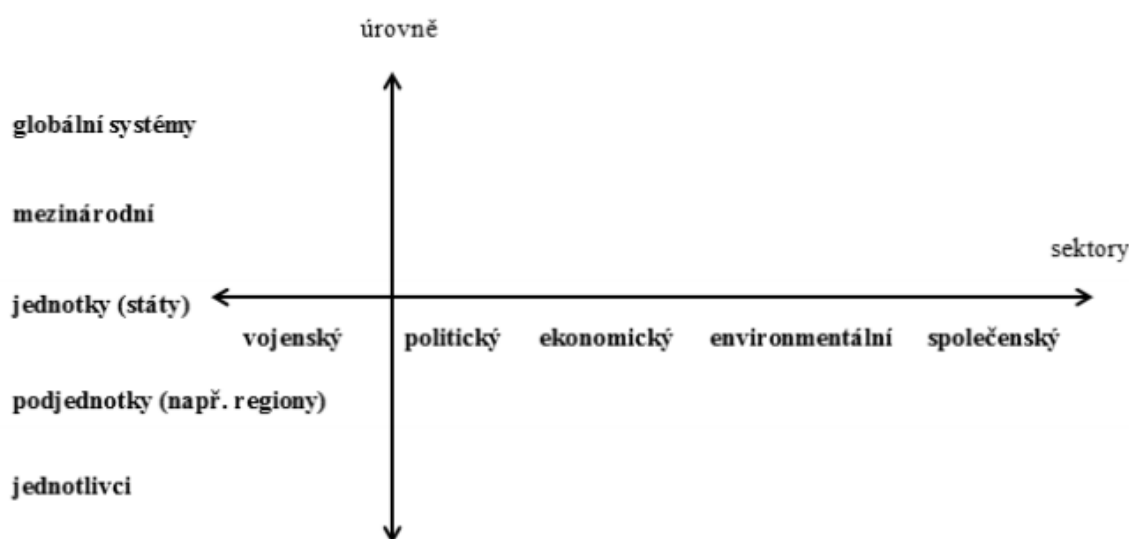 úrovně
globální systémy
mezinárodní
sektory
jednotky (státy)
vojenský politický ekonomický environmentální společenský
podjednotky (např. regiony)
jednotlivci